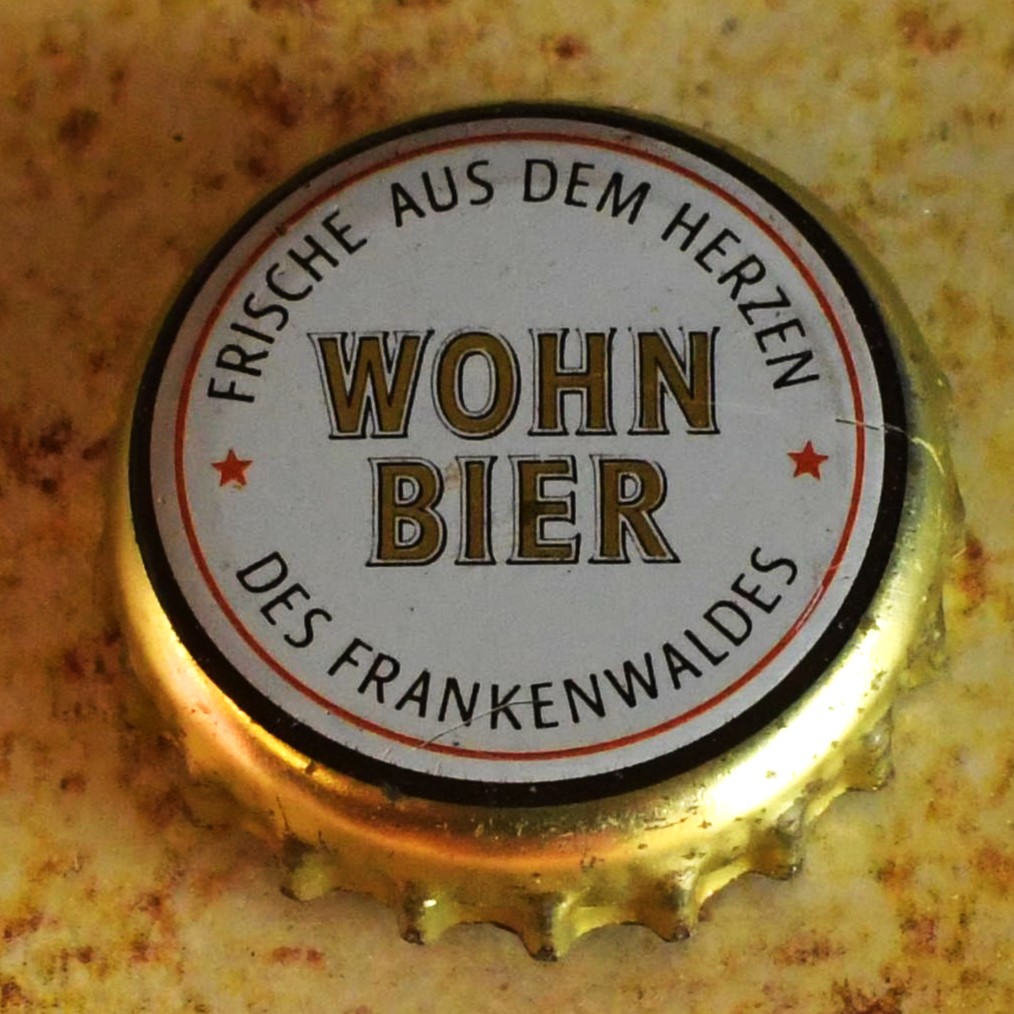 FRISCHE AUS DEM HERZEN
WOHN
BIER
DES FRANKENWALDES